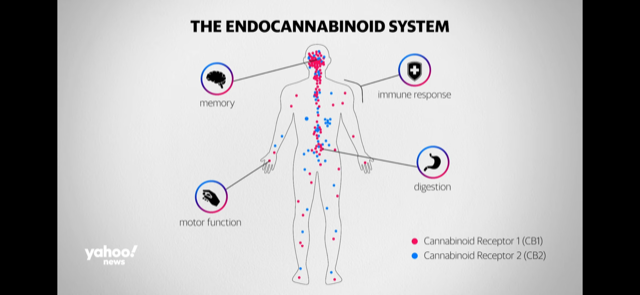 THE ENDOCANNABINOID SYSTEM
memory
immune response
digestion
motor function
Cannabinoid Receptor 1 (CB1)
Cannabinoid Receptor 2 (CB2)
yahoo!
news